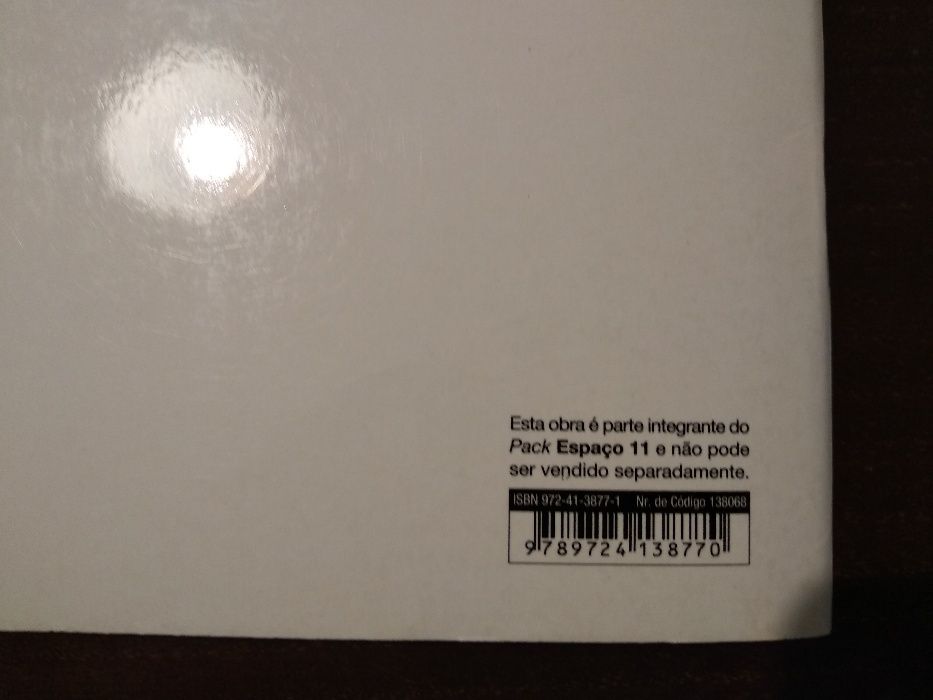 Esta obra é parte integrante do
Pack Espaço 11 e não pode
ser vendido separadamente.
ISBN 972-41-3877-1 Nr. de Código 138068
9 789724 138770